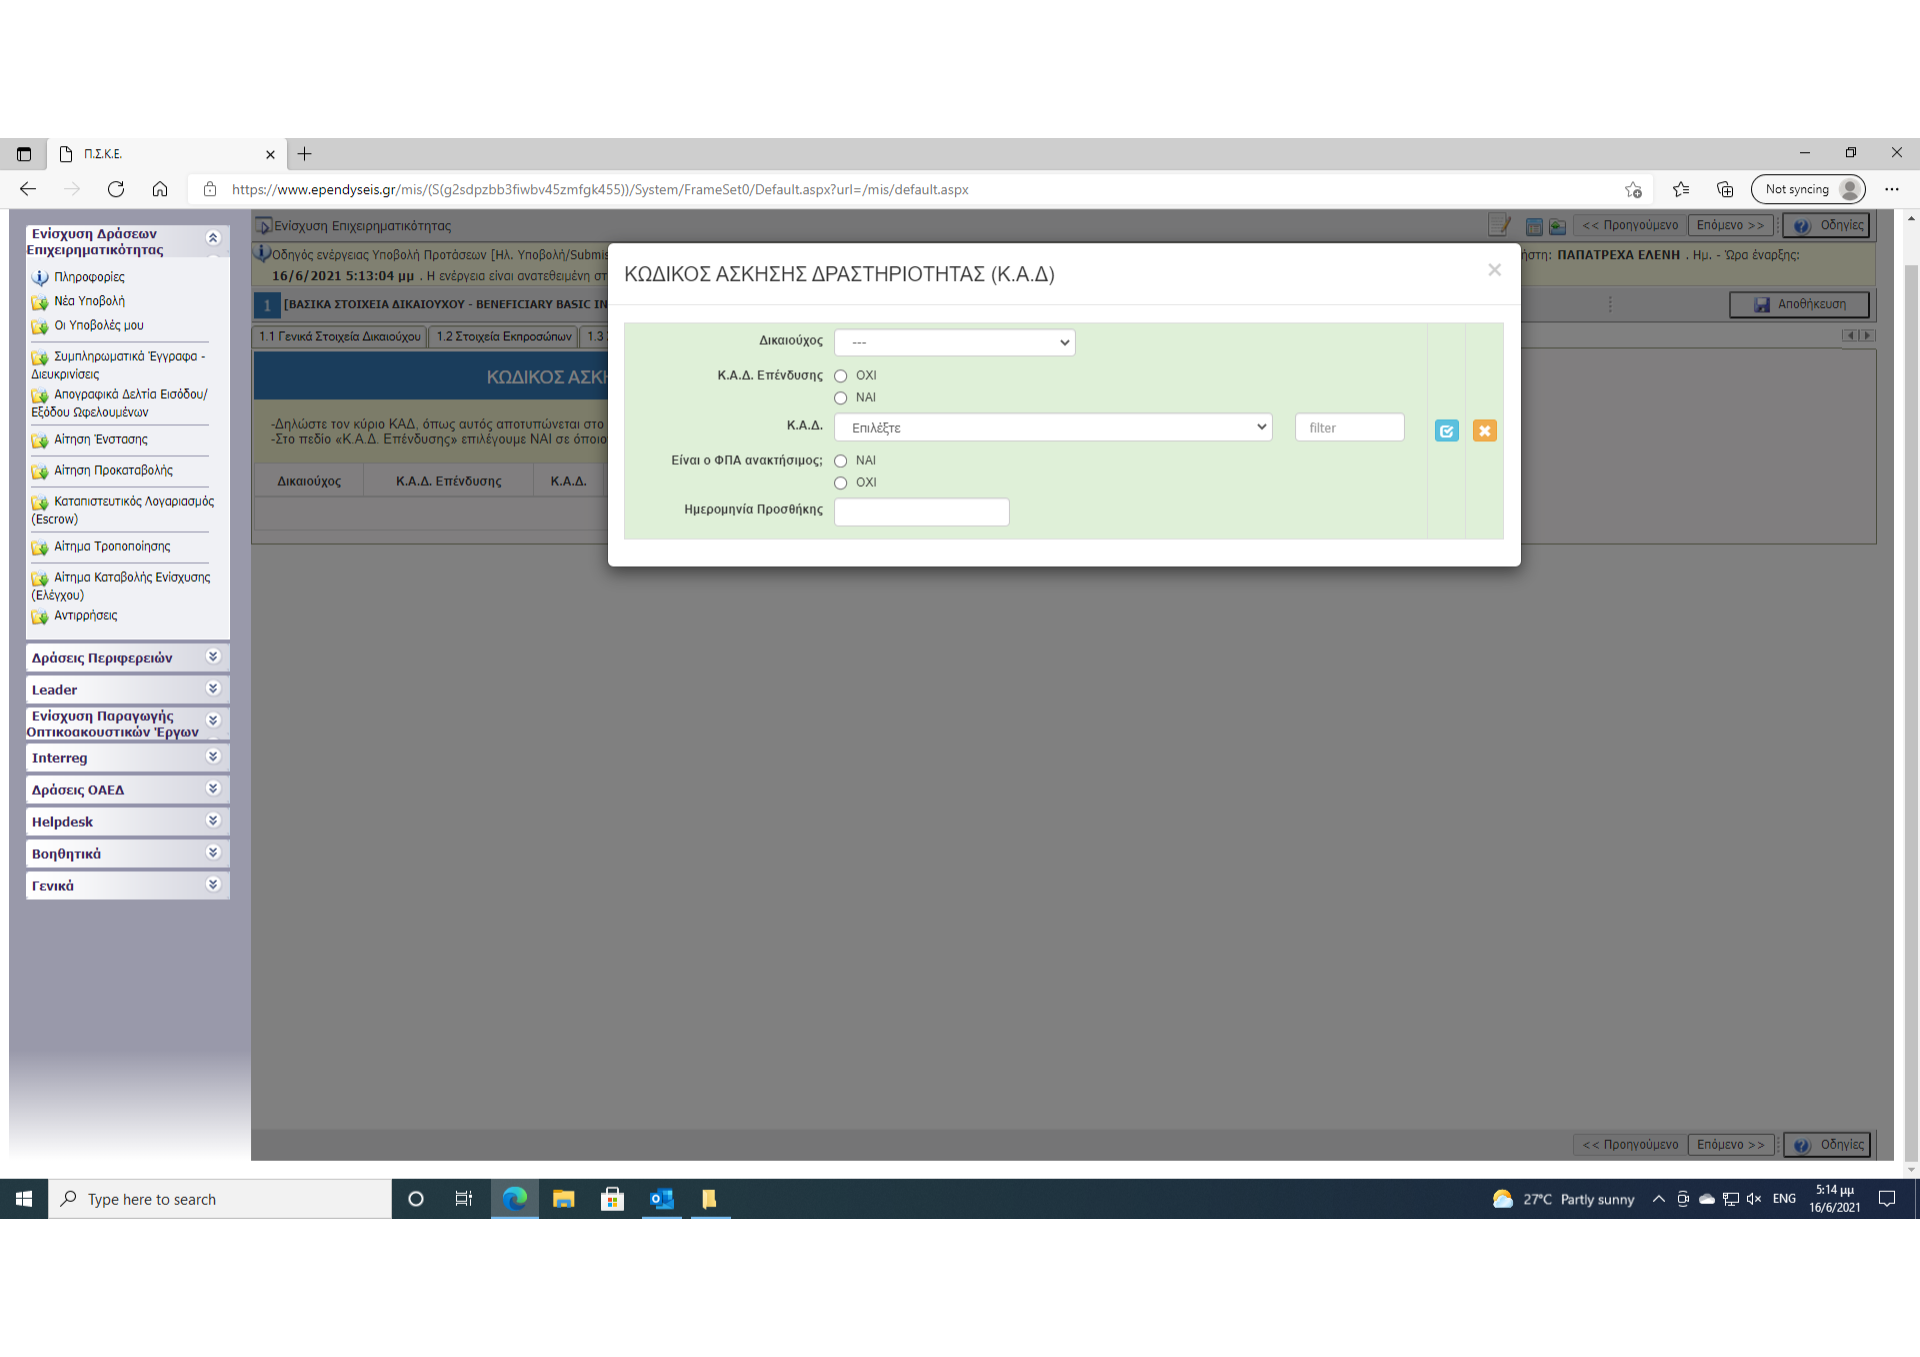 Π.Σ.Κ.Ε.
https://www.ependyseis.gr/mis/(S(g2sdpzbb3fiwbv45zmfgk455))/System/FrameSet0/Default.aspx?url=/mis/default.aspx
Not syncing
Ενίσχυση Δράσεων
Επιχειρηματικότητας
Πληροφορίες
Νέα Υποβολή
Οι Υποβολές μου
Συμπληρωματικά Έγγραφα -
Διευκρινίσεις
Απογραφικά Δελτία Εισόδου/
Εξόδου Ωφελουμένων
Αίτηση Ένστασης
Αίτηση Προκαταβολής
Καταπιστευτικός Λογαριασμός
(Escrow)
Αίτημα Τροποποίησης
Αίτημα Καταβολής Ενίσχυσης
(Ελέγχου)
Αντιρρήσεις
Δράσεις Περιφερειών
Leader
Ενίσχυση Παραγωγής
Οπτικοακουστικών Έργων
Interreg
Δράσεις ΟΑΕΔ
Helpdesk
Βοηθητικά
Γενικά
Ενίσχυση Επιχειρηματικότητας
<< Προηγούμενο
Επόμενο >>
Οδηγίες
Οδηγός ενέργειας Υποβολή Προτάσεων [Ηλ. Υποβολή/Submis
ήστη: ΠΑΠΑΤΡΕΧΑ ΕΛΕΝΗ . Ημ. - Ώρα έναρξης:
16/6/2021 5:13:04 μμ . Η ενέργεια είναι ανατεθειμένη στ
1 [ΒΑΣΙΚΑ ΣΤΟΙΧΕΙΑ ΔΙΚΑΙΟΥΧΟΥ - BENEFICIARY BASIC IN
Αποθήκευση
1.1 Γενικά Στοιχεία Δικαιούχου
1.2 Στοιχεία Εκπροσώπων
1.3
ΚΩΔΙΚΟΣ ΑΣΚΗ
-Δηλώστε τον κύριο ΚΑΔ, όπως αυτός αποτυπώνεται στο
-Στο πεδίο «Κ.Α.Δ. Επένδυσης» επιλέγουμε ΝΑΙ σε όποιο
Δικαιούχος
Κ.Α.Δ. Επένδυσης
Κ.Α.Δ.
ΚΩΔΙΚΟΣ ΑΣΚΗΣΗΣ ΔΡΑΣΤΗΡΙΟΤΗΤΑΣ (Κ.Α.Δ)
Δικαιούχος
---
Κ.Α.Δ. Επένδυσης
ΟΧΙ
ΝΑΙ
Κ.Α.Δ.
Επιλέξτε
filter
Είναι ο ΦΠΑ ανακτήσιμος;
ΝΑΙ
ΟΧΙ
Ημερομηνία Προσθήκης
<< Προηγούμενο
Επόμενο >>
Οδηγίες
Type here to search
27°C Partly sunny
ENG
5:14 μμ
16/6/2021